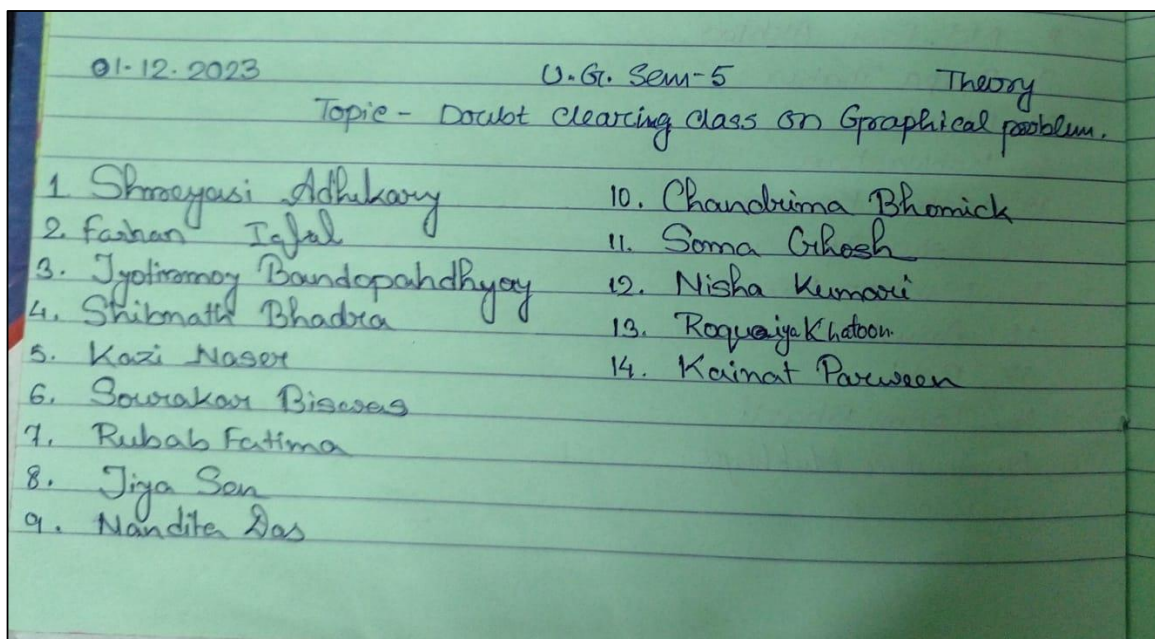 01-12-2023 U.G. Sem-5 Theory
Topic - Doubt clearing class on Graphical problem.
1. Shreeyasi Adhikary
2. Farhan Iqbal
3. Jyotirmoy Bandopahdhyay
4. Shibnath Bhadra
5. Kazi Naser
6. Biswas
7. Rubab Fatima
8. Jiya Sen
9. Nandita Das
10. Chandrima Bhomick
11. Soma Ghosh
12. Nisha Kumari
13. Roquaiya Khatoon.
14. Kainat Parween